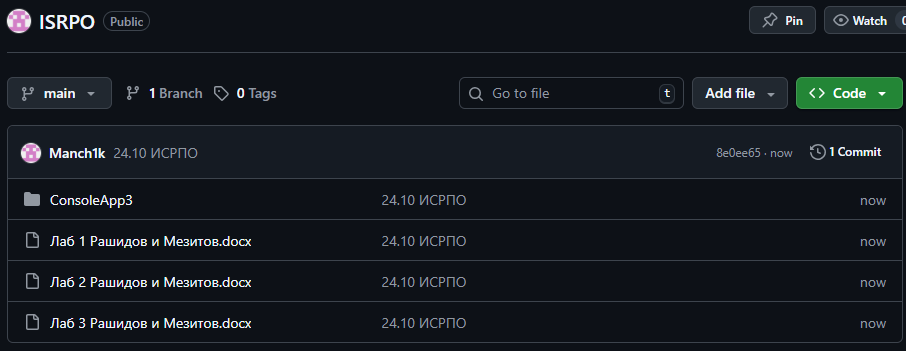 ISRPO Public Pin Watch 0
main 1 Branch 0 Tags Go to file t Add file Code
Manch1k 24.10 ИСРПО 8e0ee65 · now 1 Commit
ConsoleApp3 24.10 ИСРПО now
Лаб 1 Рашидов и Мезитов.docx 24.10 ИСРПО now
Лаб 2 Рашидов и Мезитов.docx 24.10 ИСРПО now
Лаб 3 Рашидов и Мезитов.docx 24.10 ИСРПО now